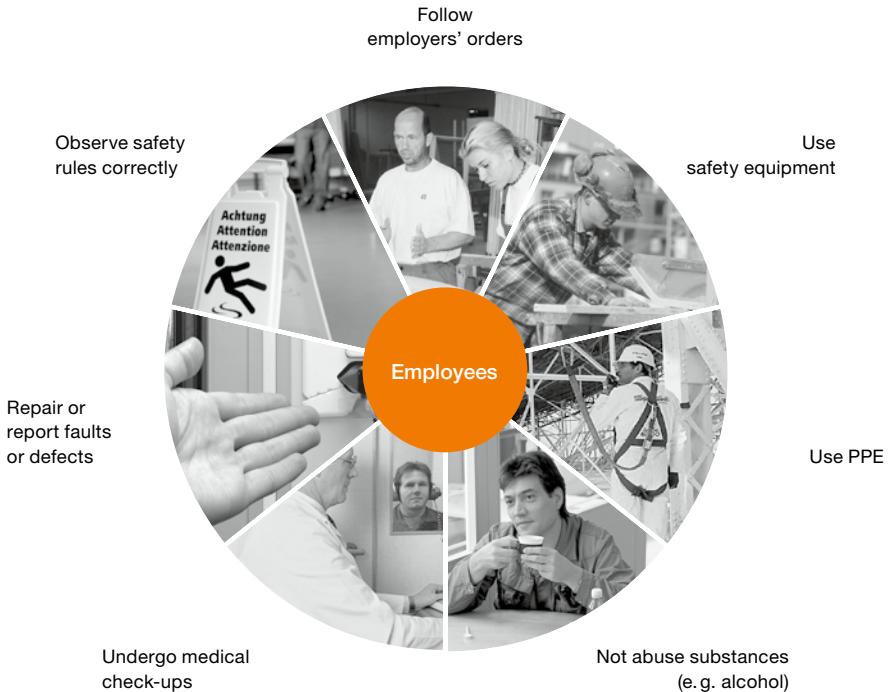 Follow
employers’ orders
Use
safety equipment
Use PPE
Not abuse substances
(e. g. alcohol)
Undergo medical
check-ups
Repair or
report faults
or defects
Observe safety
rules correctly
Achtung
Attention
Attenzione
Employees